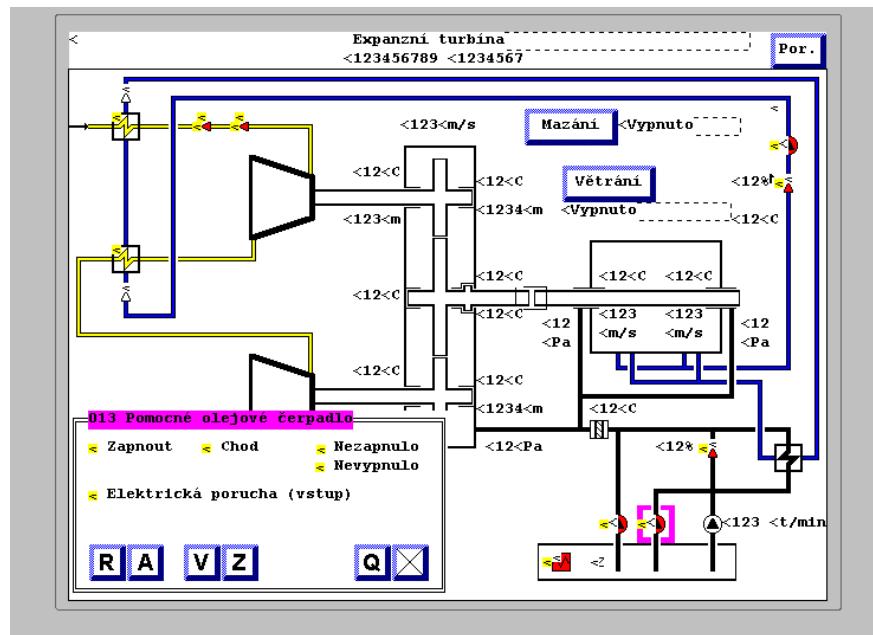 <
Expanzní turbína
<123456789 <1234567
Por.
<123<m/s
Mazání
<Vypnuto
<
<12<C
<12<C
Větrání
<12%
<123<m
<1234<m
<Vypnuto
<12<C
<12<C
<12<C
<12<C
<12<C
<12<C
<12
<Pa
<123
<m/s
<123
<m/s
<12
<Pa
<12<C
<12<C
<1234<m
<12<C
013 Pomocné olejové čerpadlo
< Zapnout
< Chod
< Nezapnulo
< Nevypnulo
<12<Pa
<12%
< Elektrická porucha (vstup)
<123 <t/min
R A V Z Q
<2